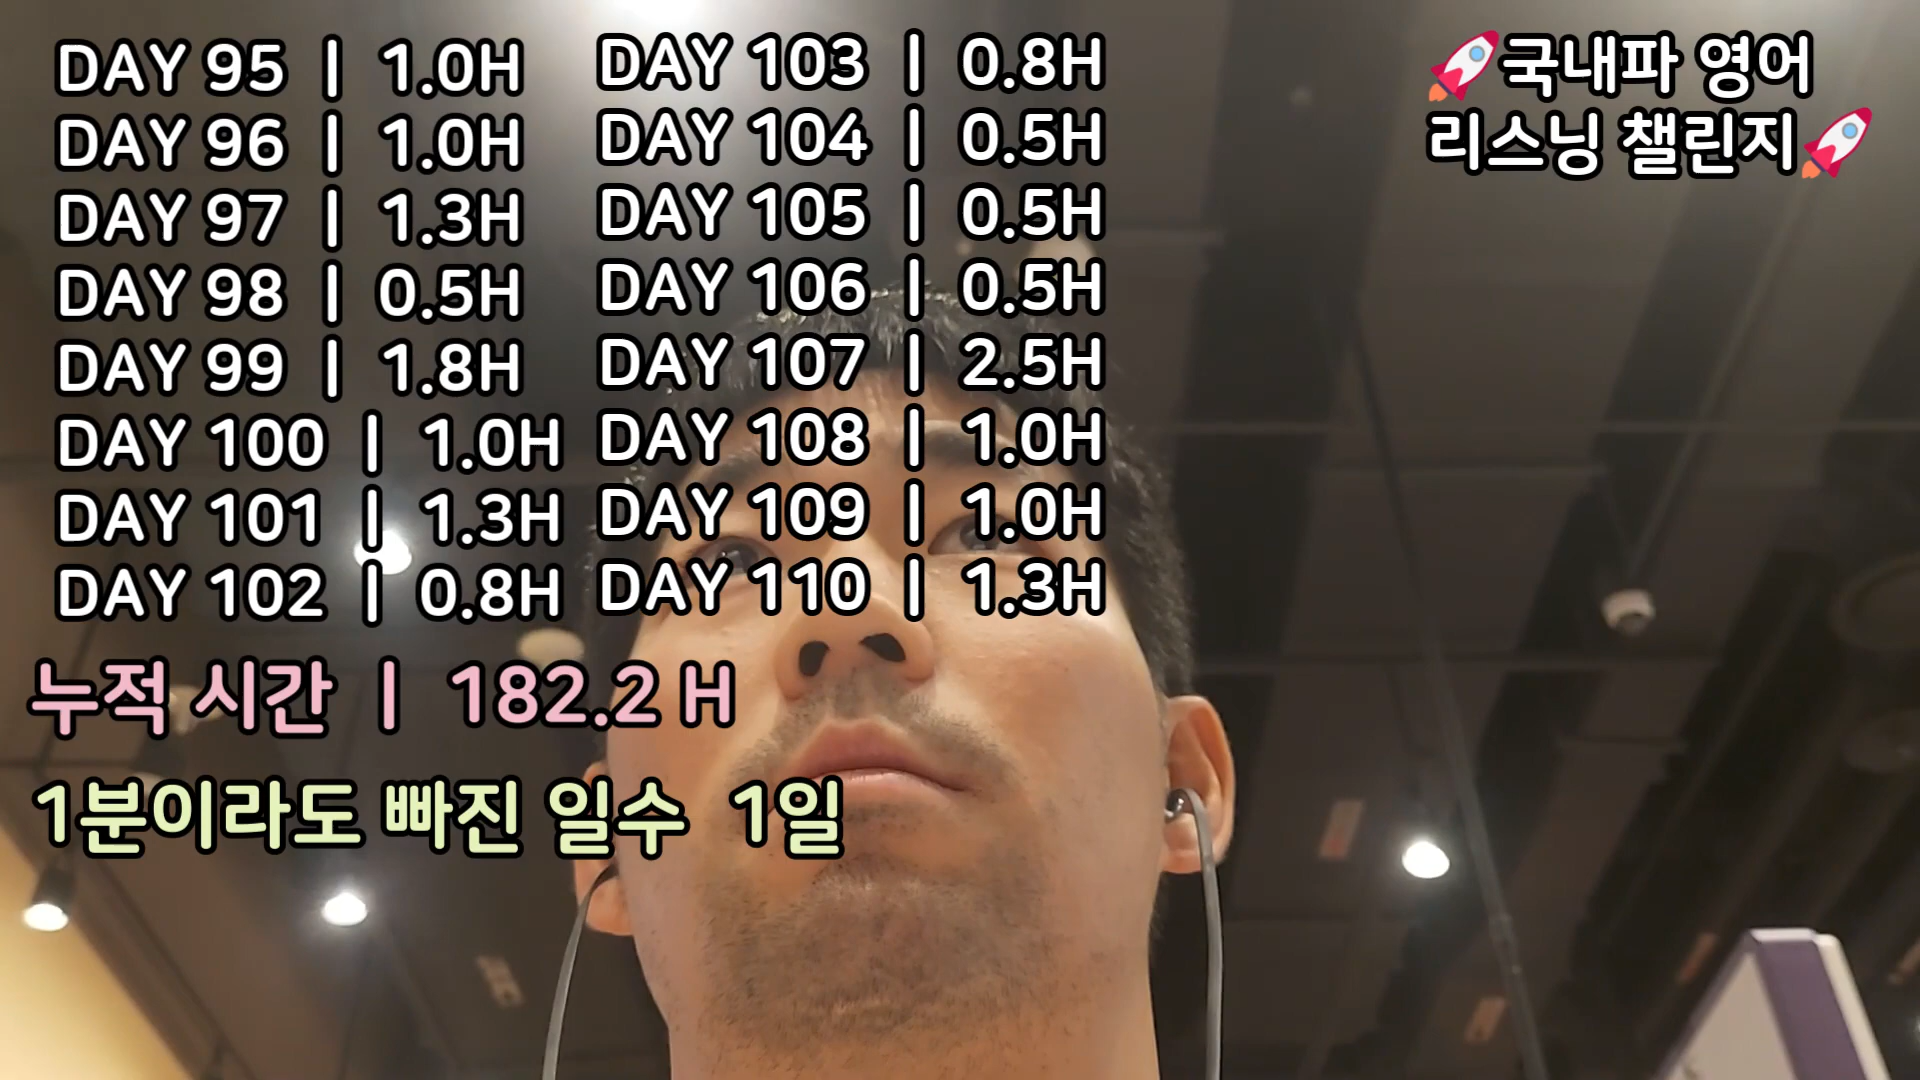 DAY 95 | 1.0H
DAY 96 | 1.0H
DAY 97 | 1.3H
DAY 98 | 0.5H
DAY 99 | 1.8H
DAY 100 | 1.0H
DAY 101 | 1.3H
DAY 102 | 0.8H
DAY 103 | 0.8H
DAY 104 | 0.5H
DAY 105 | 0.5H
DAY 106 | 0.5H
DAY 107 | 2.5H
DAY 108 | 1.0H
DAY 109 | 1.0H
DAY 110 | 1.3H
누적 시간 | 182.2 H
1분이라도 빠진 일수 1일
🚀국내파 영어
리스닝 챌린지🚀